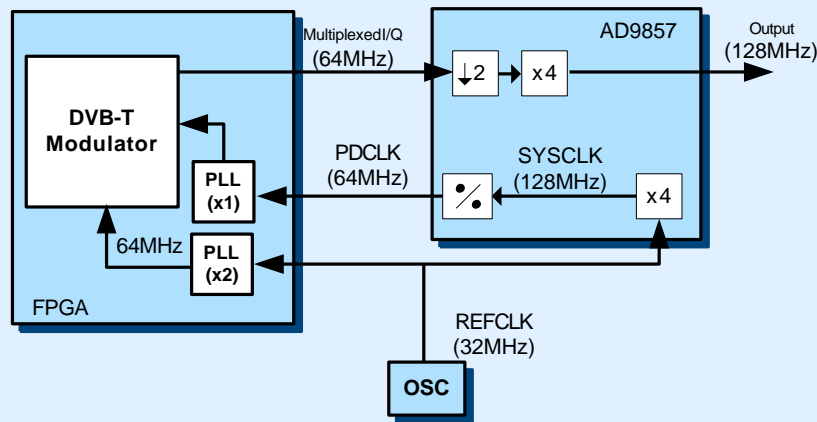 MultiplexedI/Q
(64MHz)
AD9857
Output
(128MHz)
↓2
x4
DVB-T
Modulator
PLL
(x1)
PDCLK
(64MHz)
SYSCLK
(128MHz)
x4
64MHz
PLL
(x2)
FPGA
REFCLK
(32MHz)
OSC